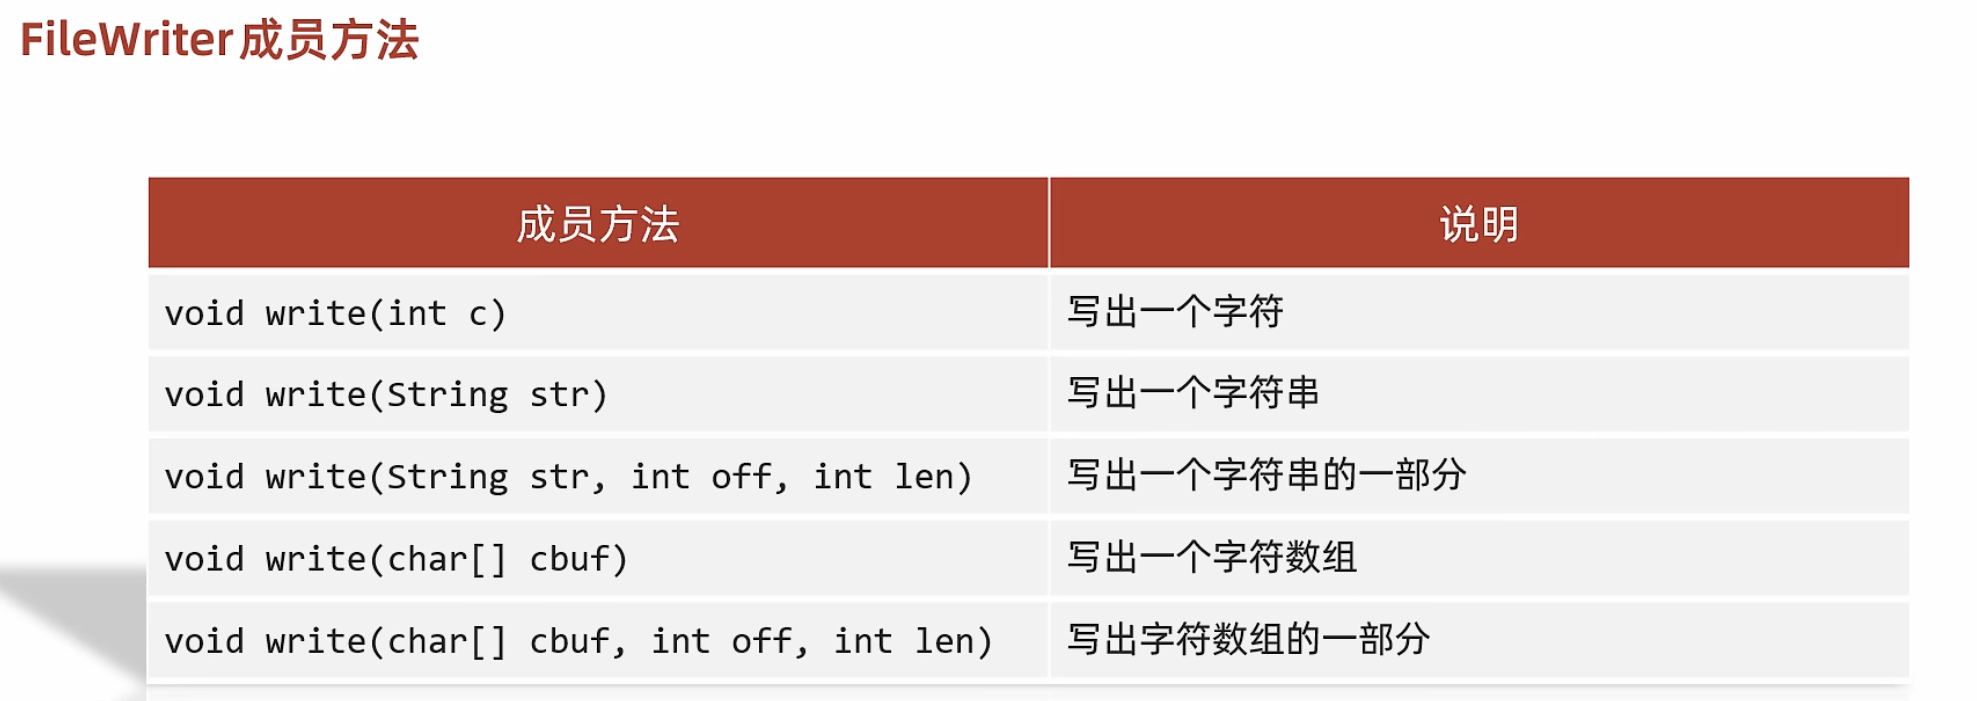 FileWriter成员方法
成员方法 说明
void write(int c) 写出一个字符
void write(String str) 写出一个字符串
void write(String str, int off, int len) 写出一个字符串的一部分
void write(char[] cbuf) 写出一个字符数组
void write(char[] cbuf, int off, int len) 写出字符数组的一部分